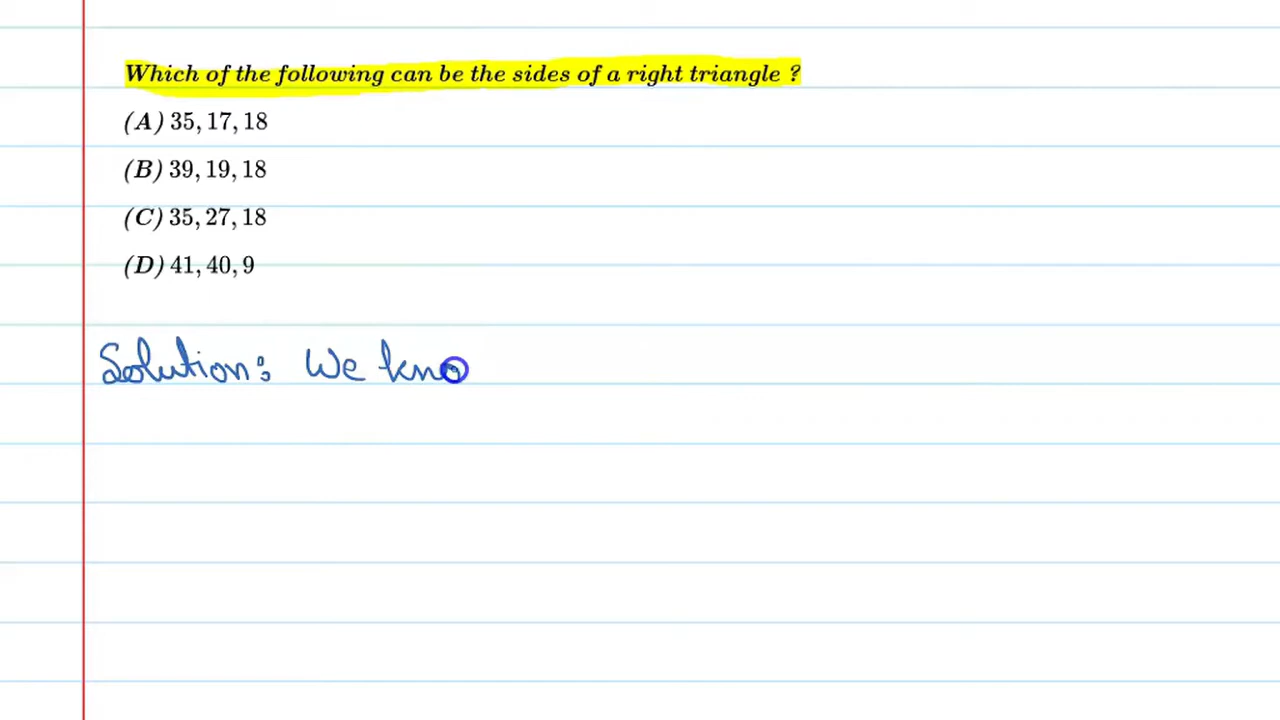 Which of the following can be the sides of a right triangle ?
(A) 35, 17, 18
(B) 39, 19, 18
(C) 35, 27, 18
(D) 41, 40, 9
Solution: We kno